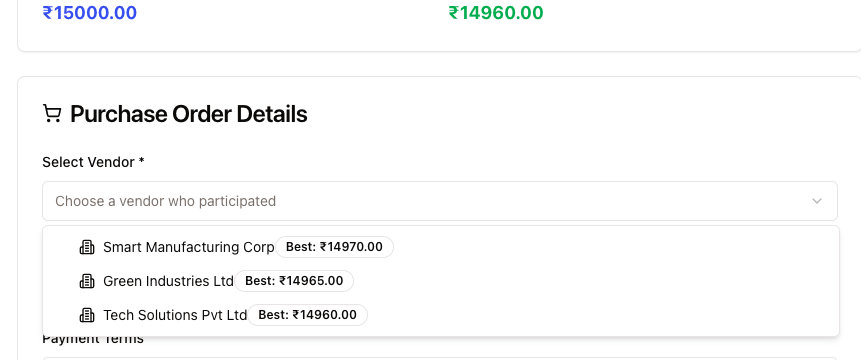 ₹15000.00 ₹14960.00
Purchase Order Details
Select Vendor *
Choose a vendor who participated
Smart Manufacturing Corp Best: ₹14970.00
Green Industries Ltd Best: ₹14965.00
Tech Solutions Pvt Ltd Best: ₹14960.00
Payment Terms